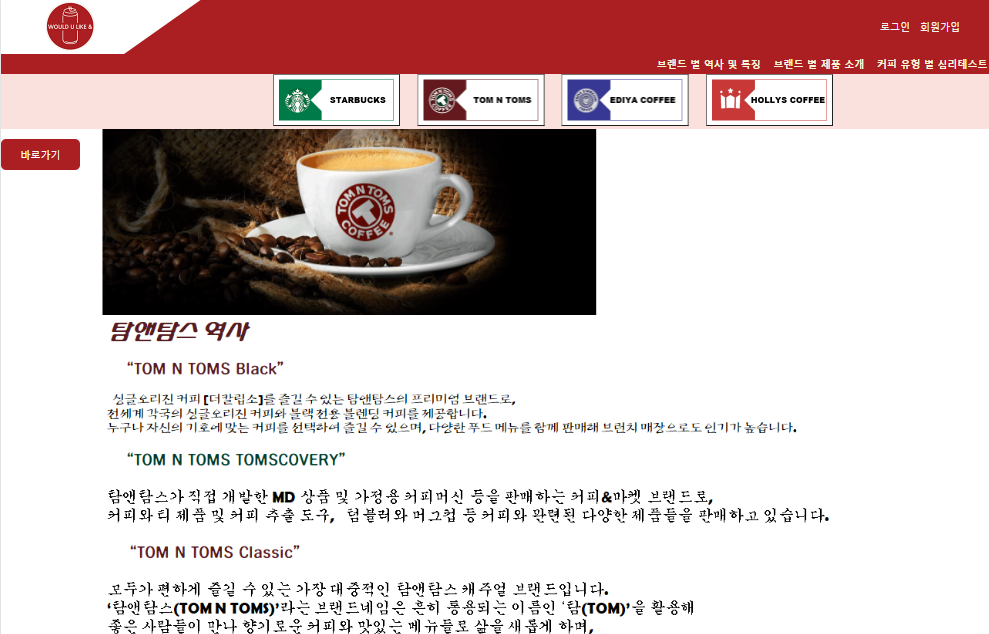 WOULD U LIKE &
로그인 회원가입
브랜드 별 역사 및 특징 브랜드 별 제품 소개 커피 유형 별 심리테스트
STARBUCKS
TOM N TOMS COFFEE
TOM N TOMS
EDIYA COFFEE
HOLLYS COFFEE
바로가기
TOM N TOMS COFFEE
탐앤탐스 역사
“TOM N TOMS Black”
싱글오리진 커피 [더칼립소]를 즐길 수 있는 탐앤탐스의 프리미엄 브랜드로,
전세계 각국의 싱글오리진 커피와 블랙 전용 블렌딩 커피를 제공합니다.
누구나 자신의 기호에 맞는 커피를 선택하여 즐길 수 있으며, 다양한 푸드 메뉴를 함께 판매해 브런치 매장으로도 인기가 높습니다.
“TOM N TOMS TOMSCOVERY”
탐앤탐스가 직접 개발한 MD 상품 및 가정용 커피머신 등을 판매하는 커피&마켓 브랜드로,
커피와 티 제품 및 커피 추출 도구, 텀블러와 머그컵 등 커피와 관련된 다양한 제품들을 판매하고 있습니다.
“TOM N TOMS Classic”
모두가 편하게 즐길 수 있는 가장 대중적인 탐앤탐스 캐주얼 브랜드입니다.
‘탐앤탐스(TOM N TOMS)’라는 브랜드네임은 흔히 통용되는 이름인 ‘탐(TOM)’을 활용해
좋은 사람들이 만나 향기로운 커피와 맛있는 메뉴들로 삶을 새롭게 하며,